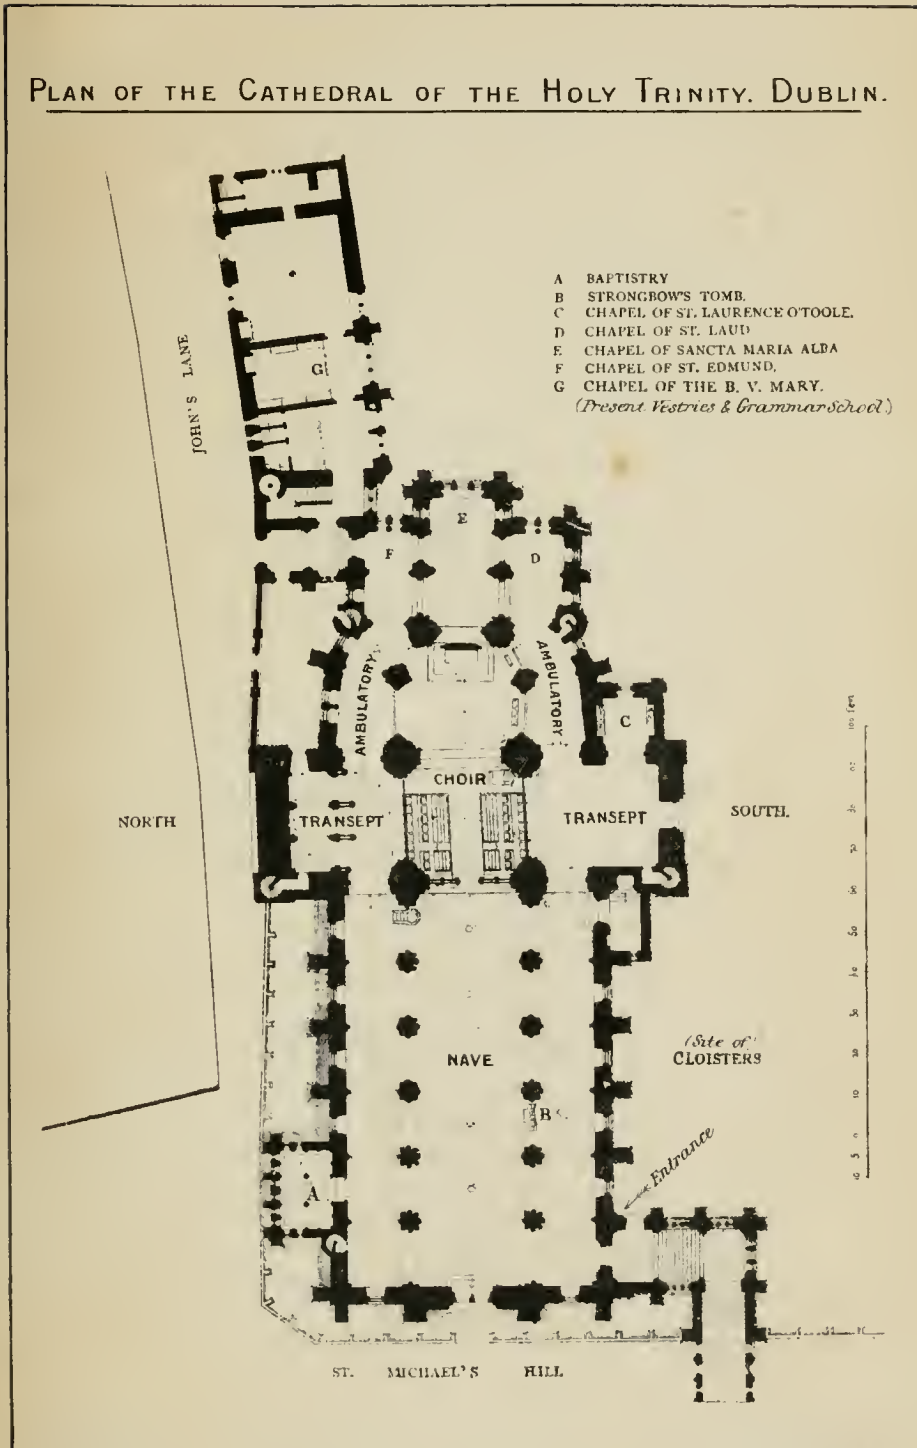 PLAN OF THE CATHEDRAL OF THE HOLY TRINITY. DUBLIN.
A BAPTISTRY
B STRONGBOW'S TOMB.
C CHAPEL OF ST. LAURENCE O'TOOLE.
D CHAPEL OF ST. LAUD
E CHAPEL OF SANCTA MARIA ALBA
F CHAPEL OF ST. EDMUND.
G CHAPEL OF THE B. V. MARY.
(Present Vestries & Grammar School.)
JOHN'S LANE
G
E
F
D
AMBULATORY
AMBULATORY
C
CHOIR
NORTH
TRANSEPT
TRANSEPT
SOUTH.
NAVE
(Site of)
CLOISTERS
B
Entrance
A
ST. MICHAEL'S HILL